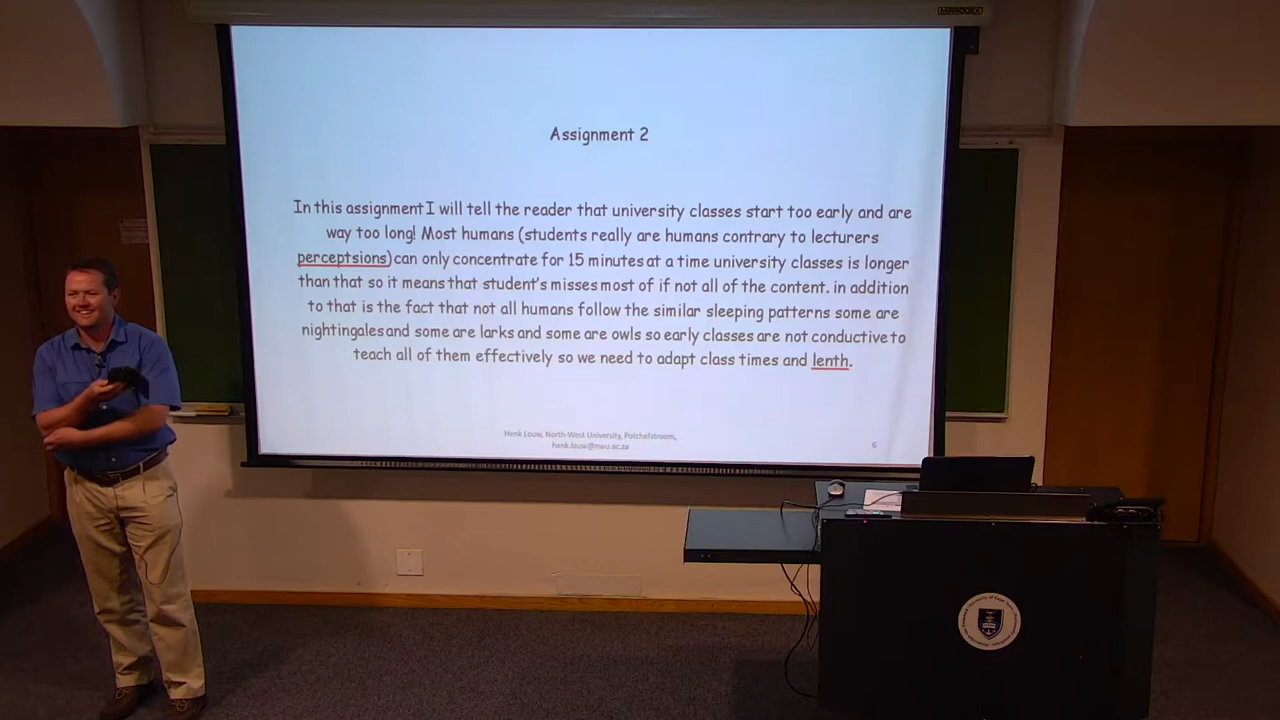 Assignment 2
In this assignment I will tell the reader that university classes start too early and are
way too long! Most humans (students really are humans contrary to lecturers
perceptsions) can only concentrate for 15 minutes at a time university classes is longer
than that so it means that student's misses most of if not all of the content. in addition
to that is the fact that not all humans follow the similar sleeping patterns some are
nightingales and some are larks and some are owls so early classes are not conductive to
teach all of them effectively so we need to adapt class times and lenth.
Henk Louw, North-West University, Potchefstroom,
henk.louw@nwu.ac.za
6